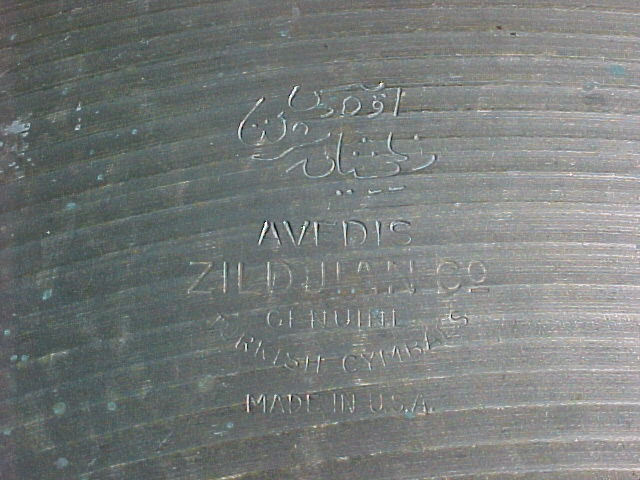 AVEDIS
ZILDJIAN CO
GENUINE
TURKISH CYMBALS
MADE IN U.S.A.